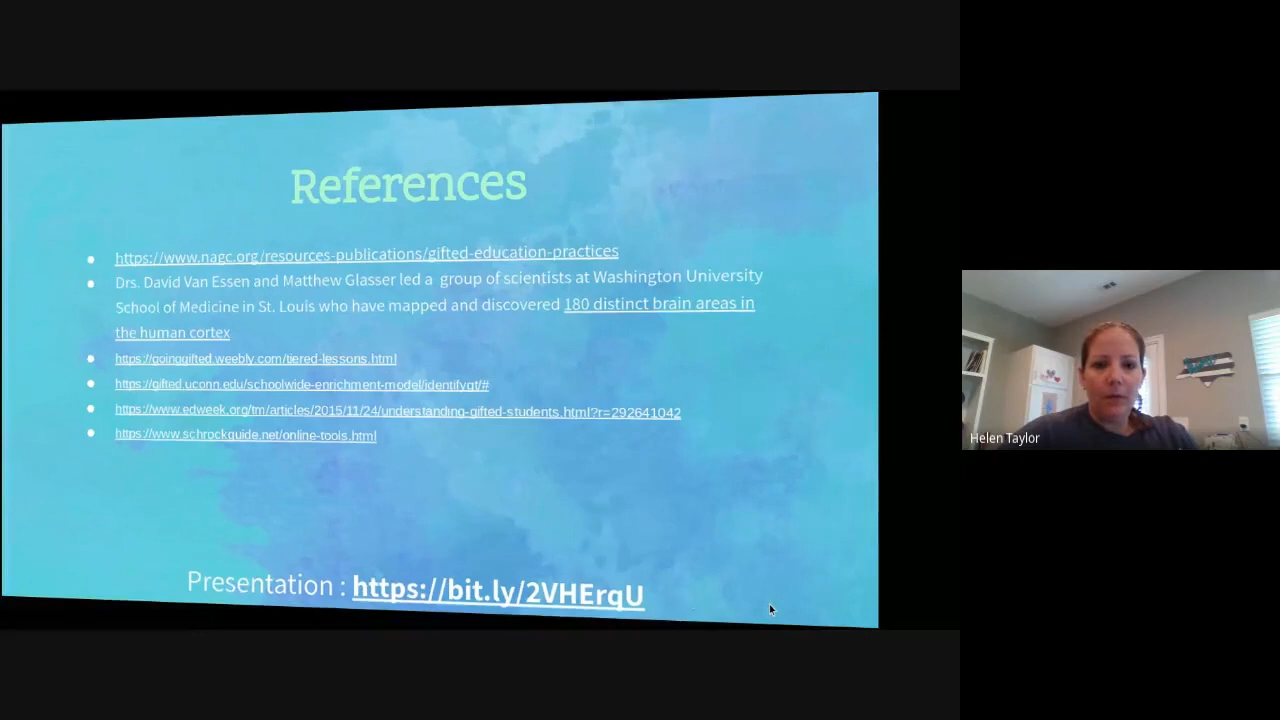 References
https://www.nagc.org/resources-publications/gifted-education-practices
Drs. David Van Essen and Matthew Glasser led a group of scientists at Washington University
School of Medicine in St. Louis who have mapped and discovered 180 distinct brain areas in
the human cortex
https://goinggifted.weebly.com/tiered-lessons.html
https://gifted.uconn.edu/schoolwide-enrichment-model/identifygt/#
https://www.edweek.org/tm/articles/2015/11/24/understanding-gifted-students.html?r=292641042
https://www.schrockguide.net/online-tools.html
Presentation : https://bit.ly/2VHErqU
Helen Taylor